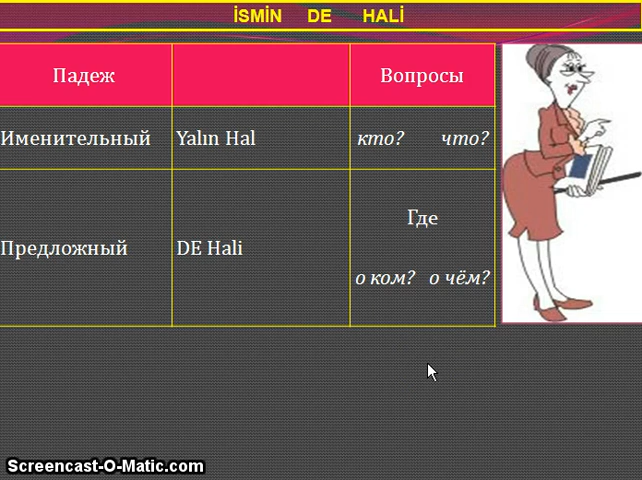 İSMİN DE HALİ
Падеж Вопросы
Именительный Yalın Hal кто? что?
Где
Предложный DE Hali
о ком? о чём?
Screencast-O-Matic.com